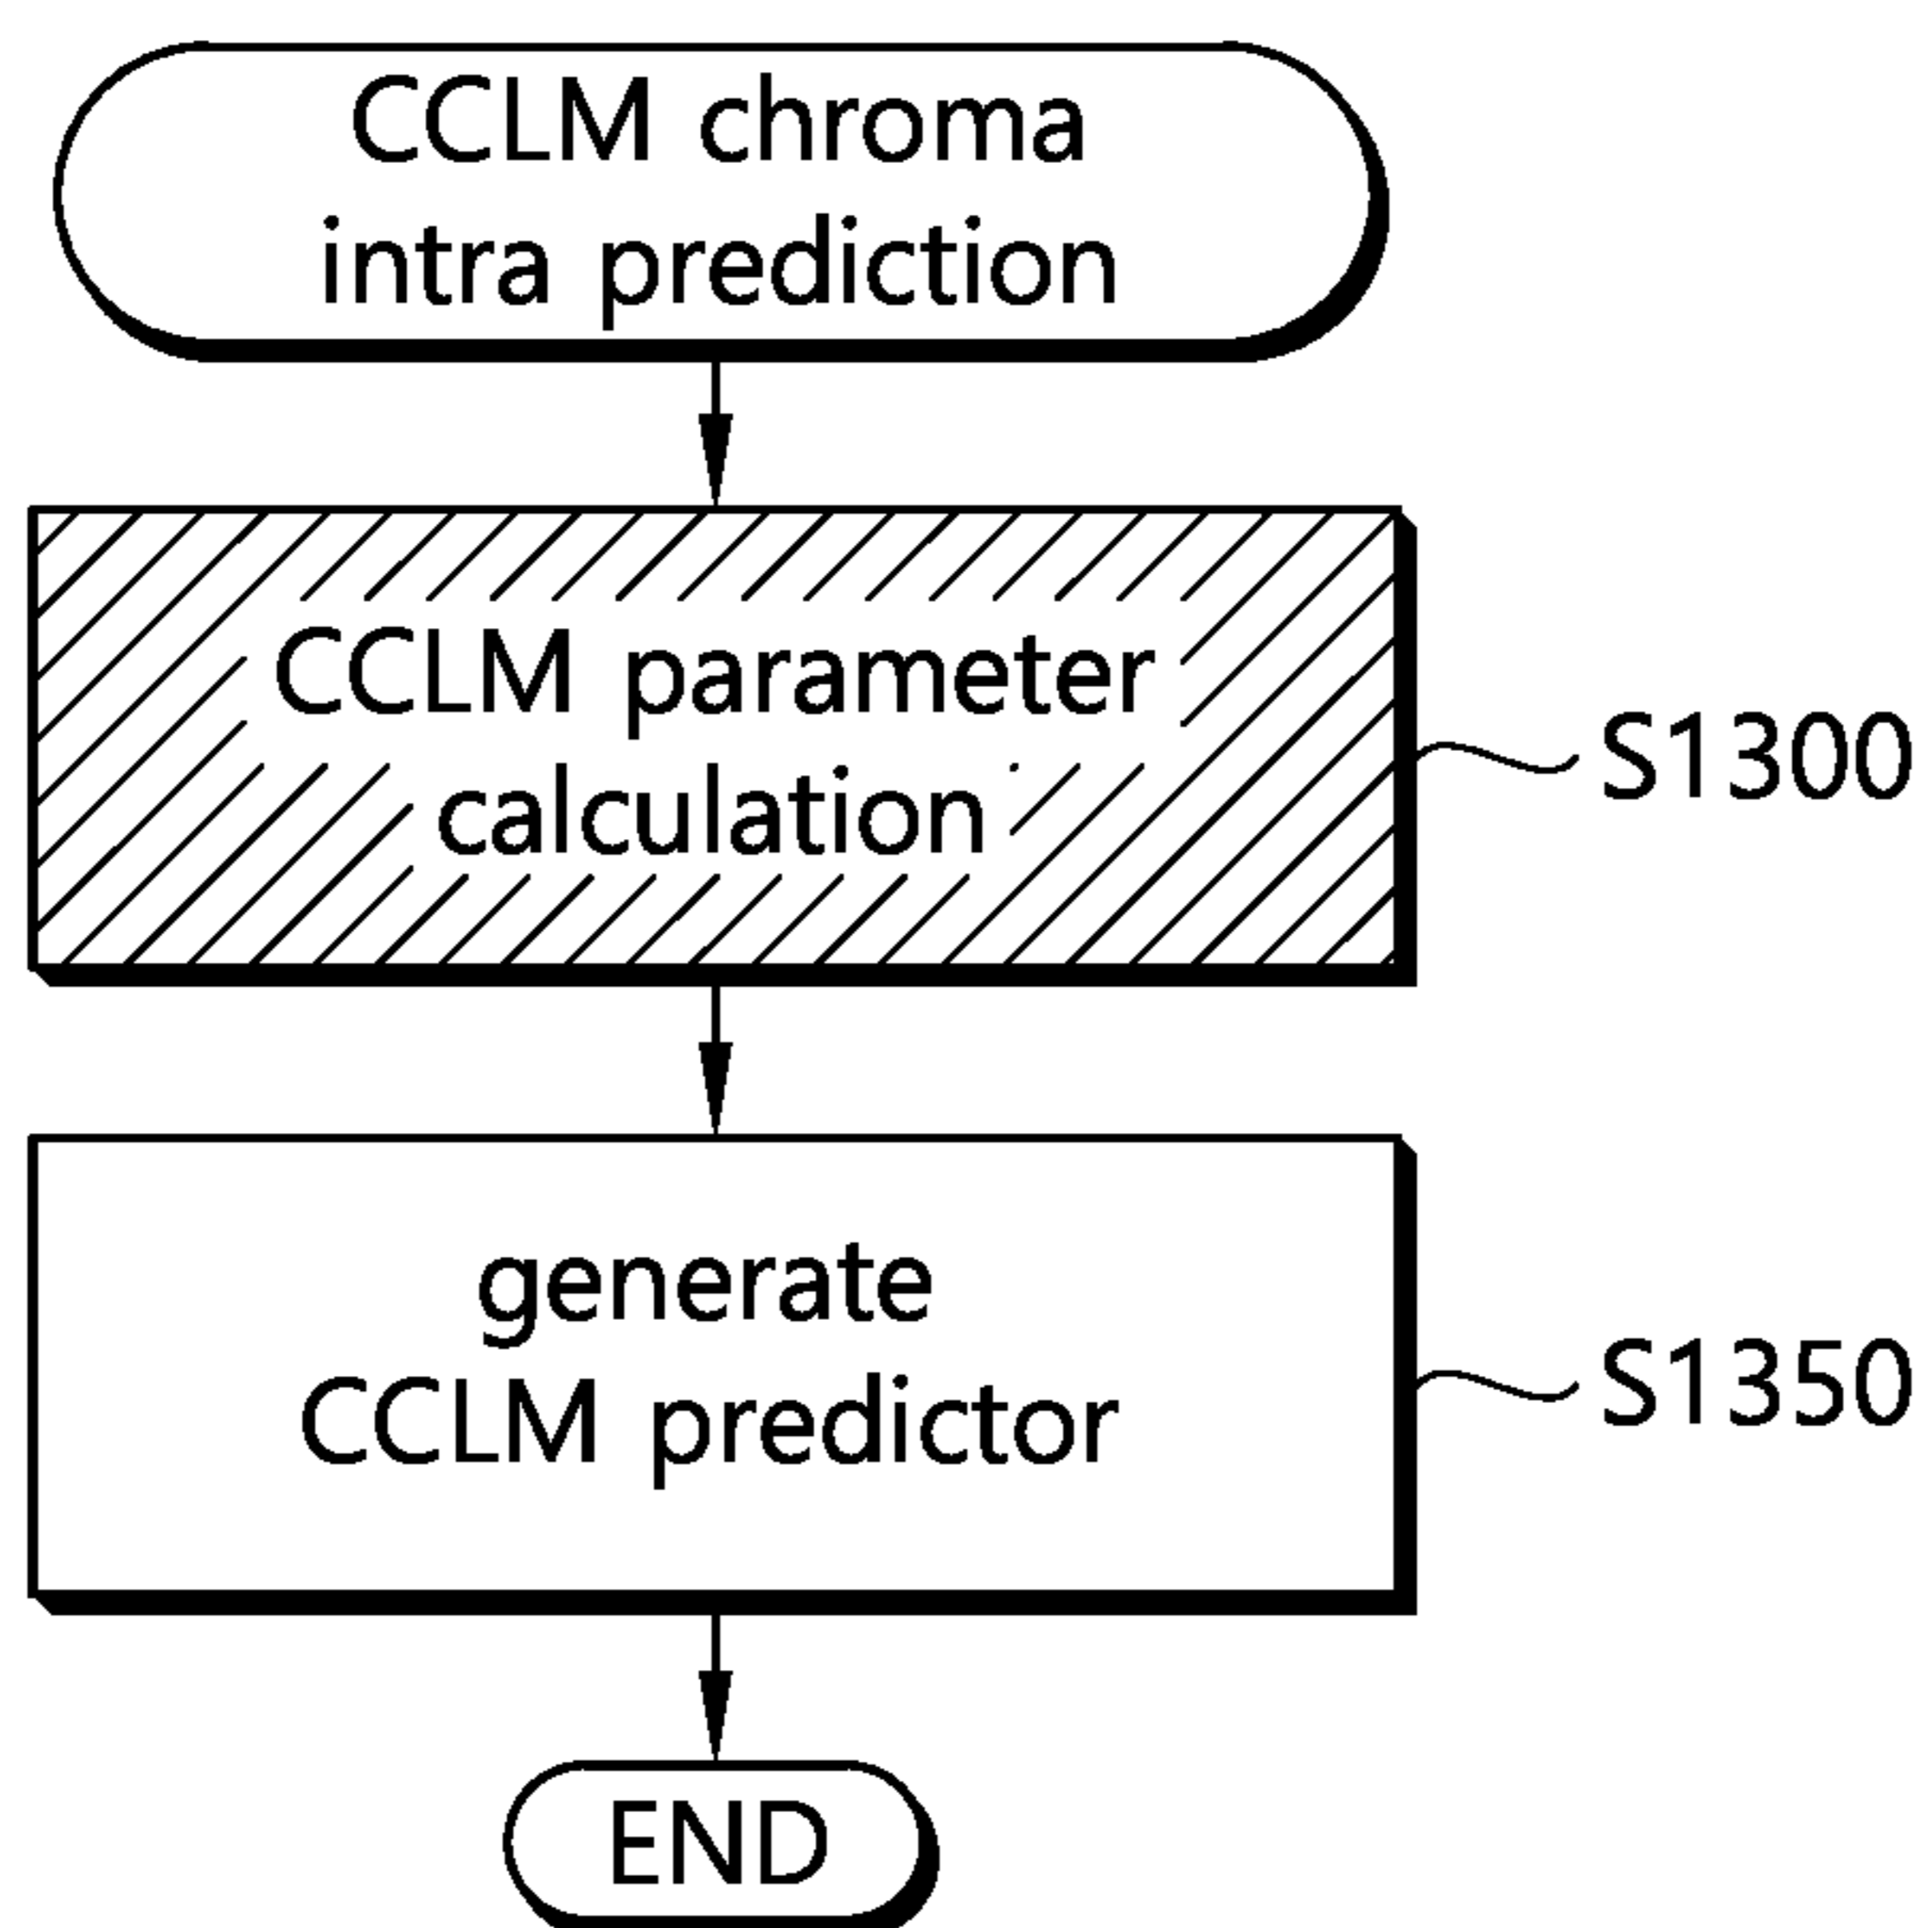 CCLM chroma
intra prediction
CCLM parameter
calculation
S1300
generate
CCLM predictor
S1350
END